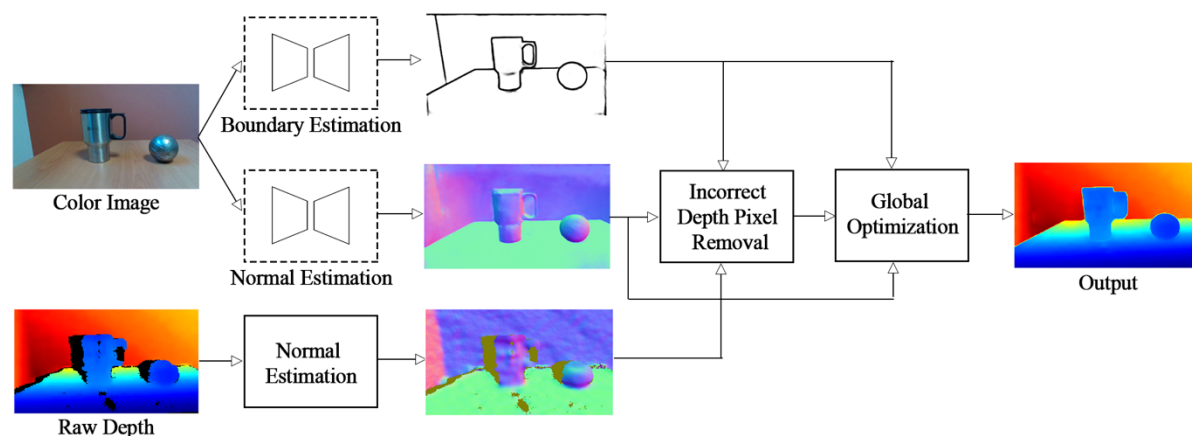 Boundary Estimation
Color Image
Normal Estimation
Incorrect
Depth Pixel
Removal
Global
Optimization
Output
Normal
Estimation
Raw Depth